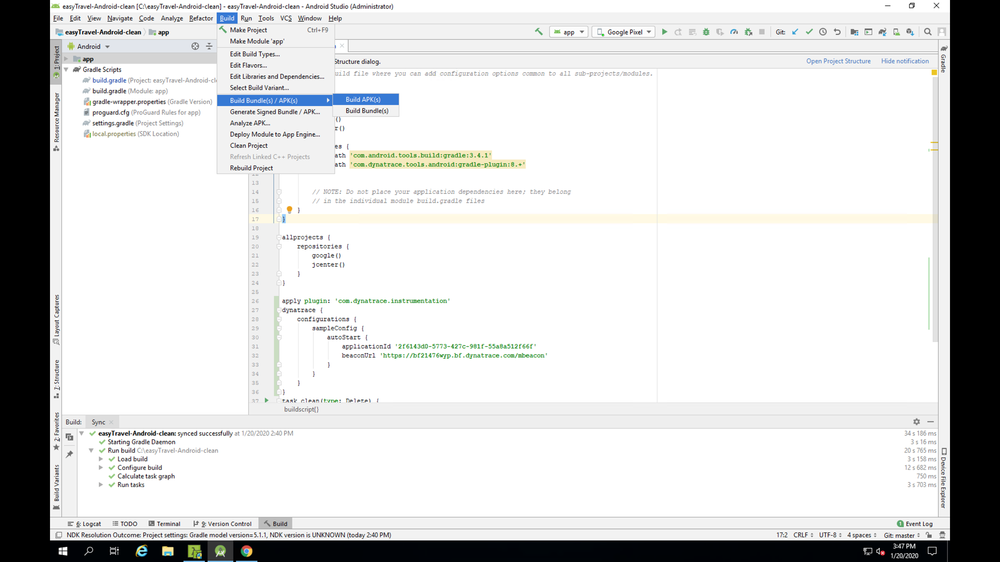 easyTravel-Android-clean [C:\easyTravel-Android-clean] - easyTravel-Android-clean - Android Studio (Administrator)
File Edit View Navigate Code Analyze Refactor Build Run Tools VCS Window Help
easyTravel-Android-clean app
app Google Pixel Git:
Make Project Ctrl+F9
Make Module 'app'
Edit Build Types...
Edit Flavors...
Edit Libraries and Dependencies...
Select Build Variant...
Build Bundle(s) / APK(s)
Generate Signed Bundle / APK...
Analyze APK...
Deploy Module to App Engine...
Clean Project
Refresh Linked C++ Projects
Rebuild Project
Build APK(s)
Build Bundle(s)
1: Project
Resource Manager
Layout Captures
7: Structure
2: Favorites
Build Variants
Android
app
Gradle Scripts
build.gradle (Project: easyTravel-Android-cle
build.gradle (Module: app)
gradle-wrapper.properties (Gradle Version)
proguard.cfg (ProGuard Rules for app)
settings.gradle (Project Settings)
local.properties (SDK Location)
Structure dialog.
Open Project Structure Hide notification
Gradle
uild file where you can add configuration options common to all sub-projects/modules.
()
r()
es {
ath 'com.android.tools.build:gradle:3.4.1'
ath 'com.dynatrace.tools.android:gradle-plugin:8.+'
12
13
14 // NOTE: Do not place your application dependencies here; they belong
15 // in the individual module build.gradle files
16 }
17 }
18
19 allprojects {
20 repositories {
21 google()
22 jcenter()
23 }
24 }
25
26 apply plugin: 'com.dynatrace.instrumentation'
27 dynatrace {
28 configurations {
29 sampleConfig {
30 autoStart {
31 applicationId '2f6143d0-5773-427c-981f-55a8a512f66f'
32 beaconUrl 'https://bf21476wyp.bf.dynatrace.com/mbeacon'
33 }
34 }
35 }
36 }
37 task clean(type: Delete) {
buildscript{}
Build: Sync
easyTravel-Android-clean: synced successfully at 1/20/2020 2:40 PM 34 s 186 ms
Starting Gradle Daemon 3 s 16 ms
Run build C:\easyTravel-Android-clean 20 s 765 ms
Load build 3 s 158 ms
Configure build 12 s 682 ms
Calculate task graph 750 ms
Run tasks 3 s 703 ms
Device File Explorer
6: Logcat TODO Terminal 9: Version Control Build 1 Event Log
NDK Resolution Outcome: Project settings: Gradle model version=5.1.1, NDK version is UNKNOWN (today 2:40 PM) 17:2 CRLF UTF-8 4 spaces Git: master
3:47 PM
1/20/2020